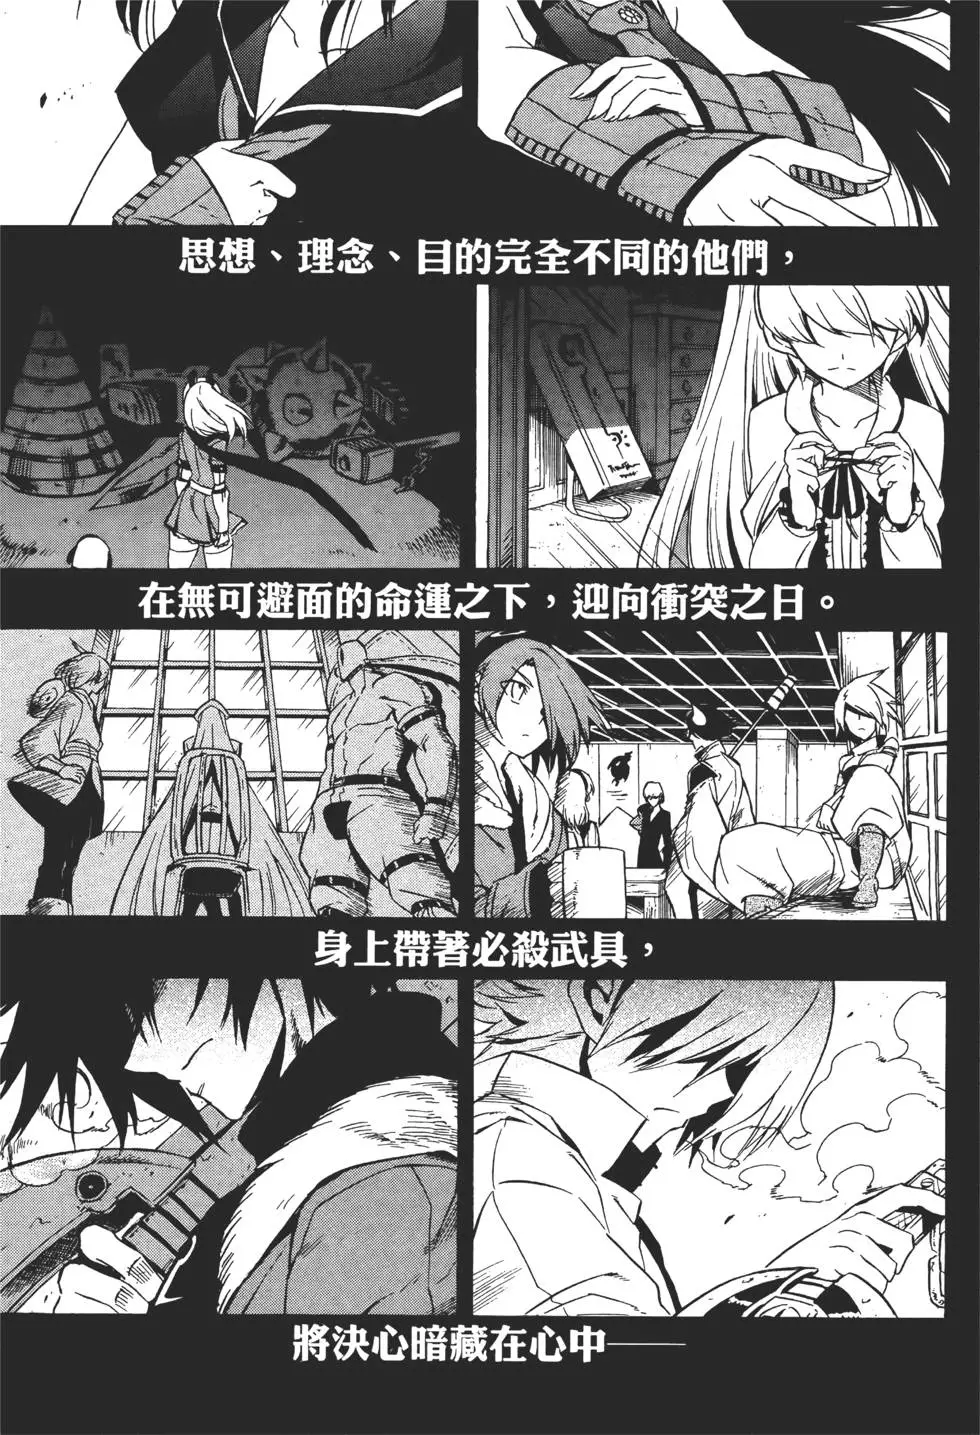 思想、理念、目的完全不同的他們，
在無可避面的命運之下，迎向衝突之日。
身上帶著必殺武具，
將決心暗藏在心中——